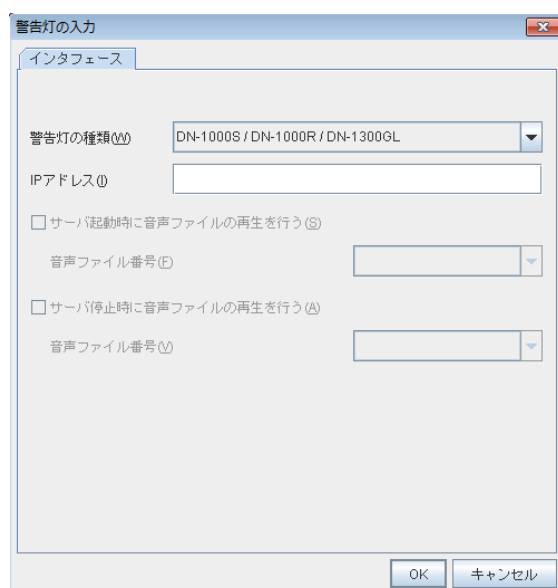 警告灯の入力
インタフェース
警告灯の種類(W) DN-1000S / DN-1000R / DN-1300GL
IPアドレス(I)
サーバ起動時に音声ファイルの再生を行う(S)
音声ファイル番号(F)
サーバ停止時に音声ファイルの再生を行う(A)
音声ファイル番号(V)
OK キャンセル